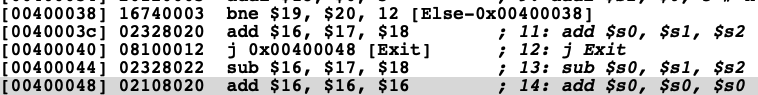 [00400038] 16740003 bne $19, $20, 12 [Else-0x00400038]
[0040003c] 02328020 add $16, $17, $18 ; 11: add $s0, $s1, $s2
[00400040] 08100012 j 0x00400048 [Exit] ; 12: j Exit
[00400044] 02328022 sub $16, $17, $18 ; 13: sub $s0, $s1, $s2
[00400048] 02108020 add $16, $16, $16 ; 14: add $s0, $s0, $s0